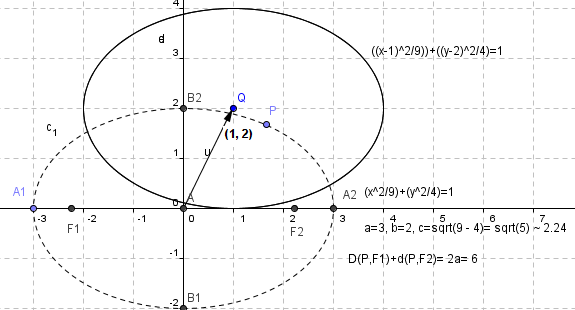 4
d
((x-1)^2/9))+((y-2)^2/4)=1
3
B2
Q
P
2
c₁
(1, 2)
1
u
A1
A
A2
(x^2/9)+(y^2/4)=1
0
-3 -2 -1 0 1 2 3 4 5 6 7
F1
F2
a=3, b=2, c=sqrt(9 - 4)= sqrt(5) ~ 2.24
-1
D(P,F1)+d(P,F2)= 2a= 6
B1
-2